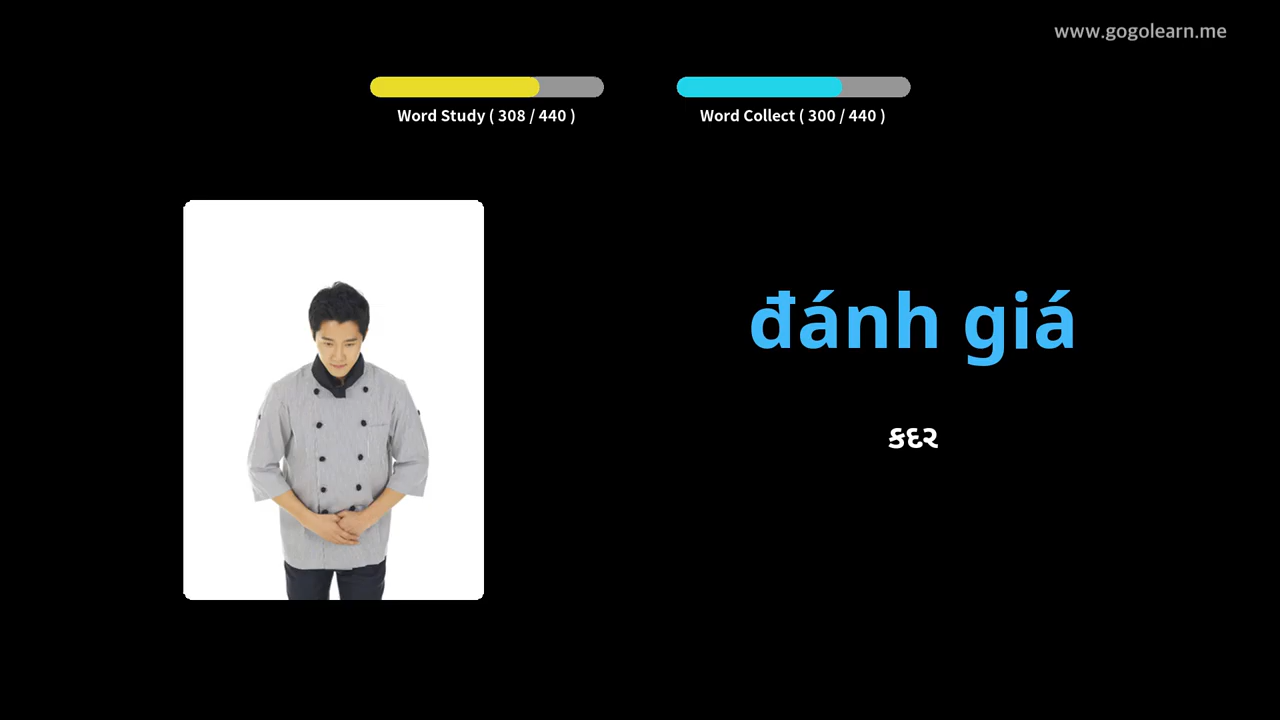 www.gogolearn.me
Word Study ( 308 / 440 )
Word Collect ( 300 / 440 )
đánh giá
કદર